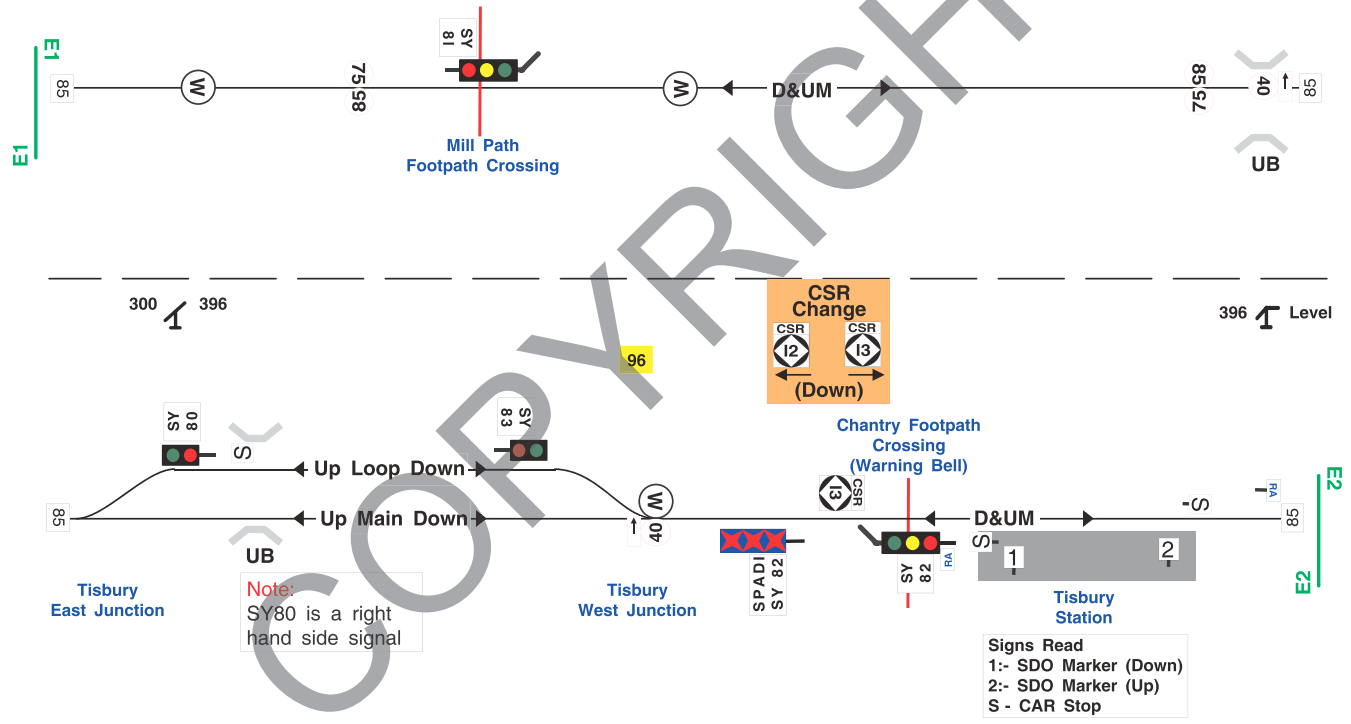 E1
E1
85
W
75
98
SY
81
W
D&UM
85
97
40
85
UB
Mill Path
Footpath Crossing
300 396
396 Level
96
CSR
Change
CSR CSR
I2 I3
(Down)
SY
80
S
SY
83
Up Loop Down
Chantry Footpath
Crossing
(Warning Bell)
85
Up Main Down
W
40
I3
CSR
D&UM
S
RA
85
E2
E2
UB
SPADI
SY 82
SY
82
RA
S
1
2
Tisbury
East Junction
Note:
SY80 is a right
hand side signal
Tisbury
West Junction
Tisbury
Station
Signs Read
1:- SDO Marker (Down)
2:- SDO Marker (Up)
S - CAR Stop
COPYRIGH